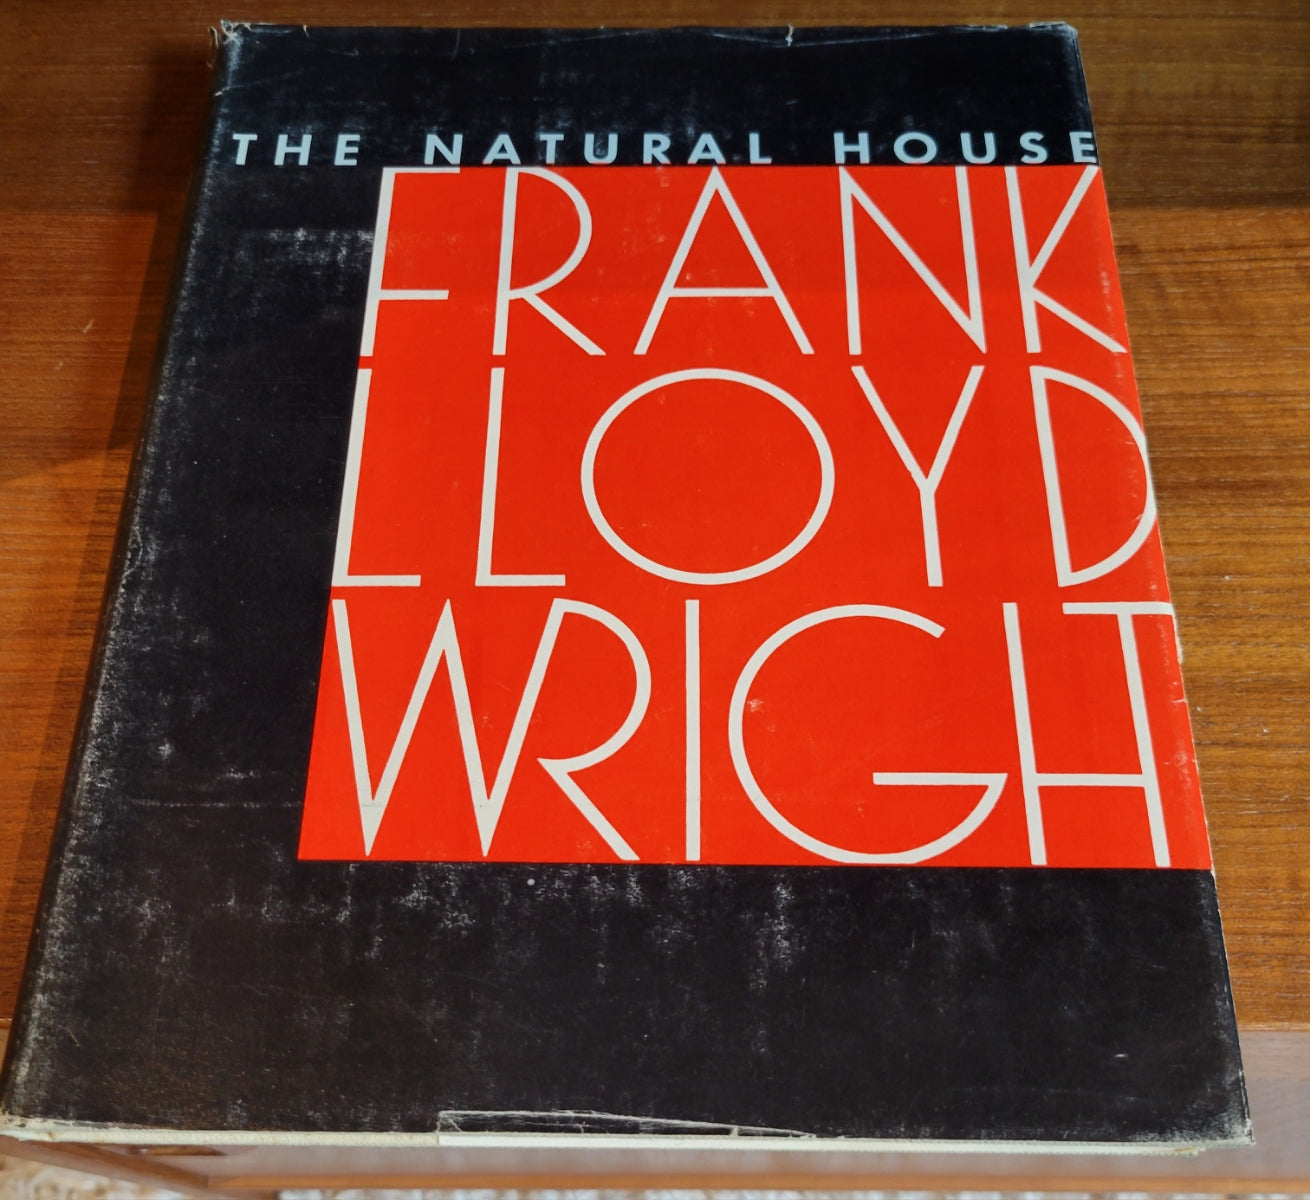 THE NATURAL HOUSE
FRANK
LLOYD
WRIGHT